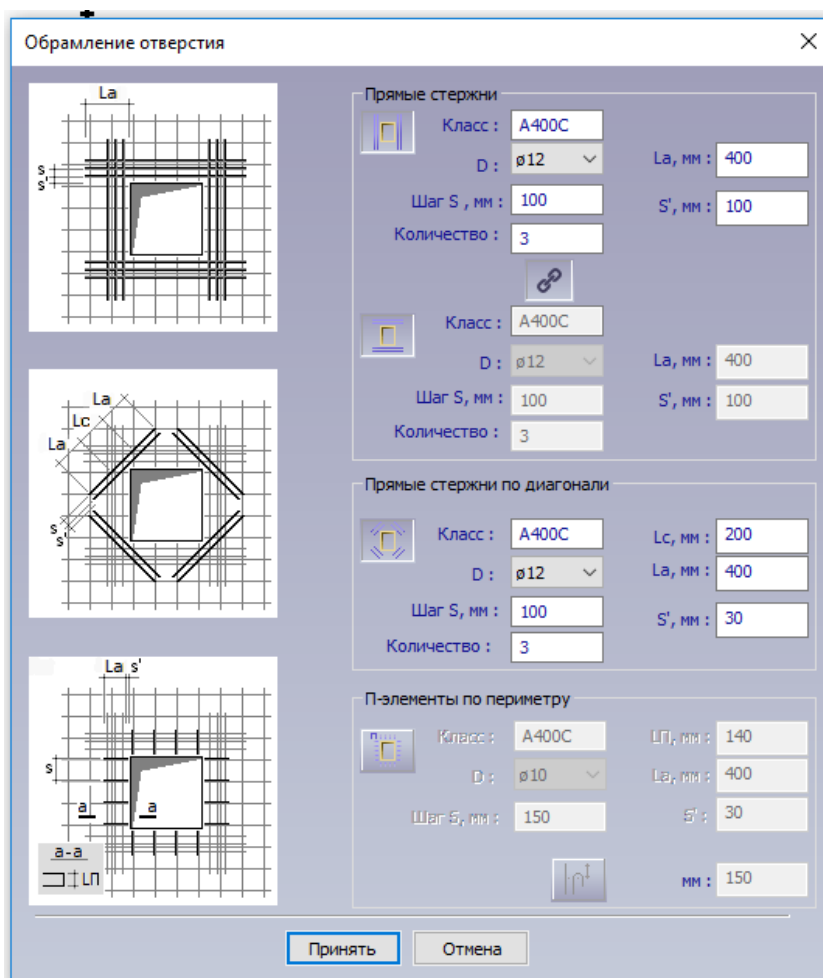 Обрамление отверстия
La
s
s'
Прямые стержни
Класс : A400C
D : ø12
La, мм : 400
Шаг S , мм : 100
S', мм : 100
Количество : 3
Класс : A400C
D : ø12
La, мм : 400
Шаг S, мм : 100
S', мм : 100
Количество : 3
La
Lc
La
s
s'
Прямые стержни по диагонали
Класс : A400C
Lc, мм : 200
D : ø12
La, мм : 400
Шаг S, мм : 100
S', мм : 30
Количество : 3
La s'
s
a a
a-a
LП
П-элементы по периметру
Класс : A400C
LП, мм : 140
D : ø10
La, мм : 400
Шаг S, мм : 150
S' : 30
мм : 150
Принять
Отмена